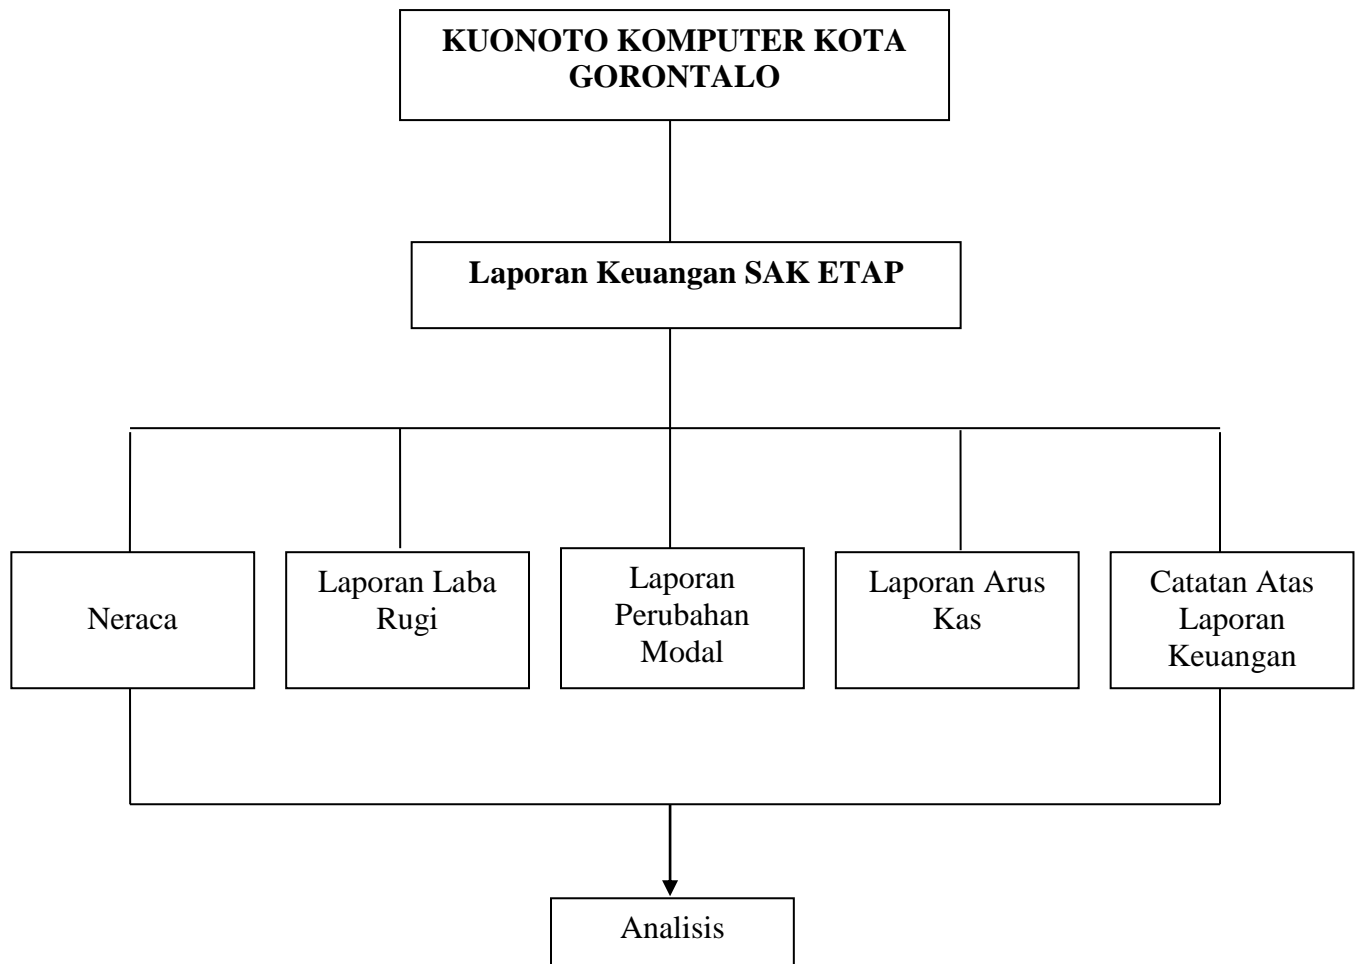 KUONOTO KOMPUTER KOTA
GORONTALO
Laporan Keuangan SAK ETAP
Neraca
Laporan Laba
Rugi
Laporan
Perubahan
Modal
Laporan Arus
Kas
Catatan Atas
Laporan
Keuangan
Analisis